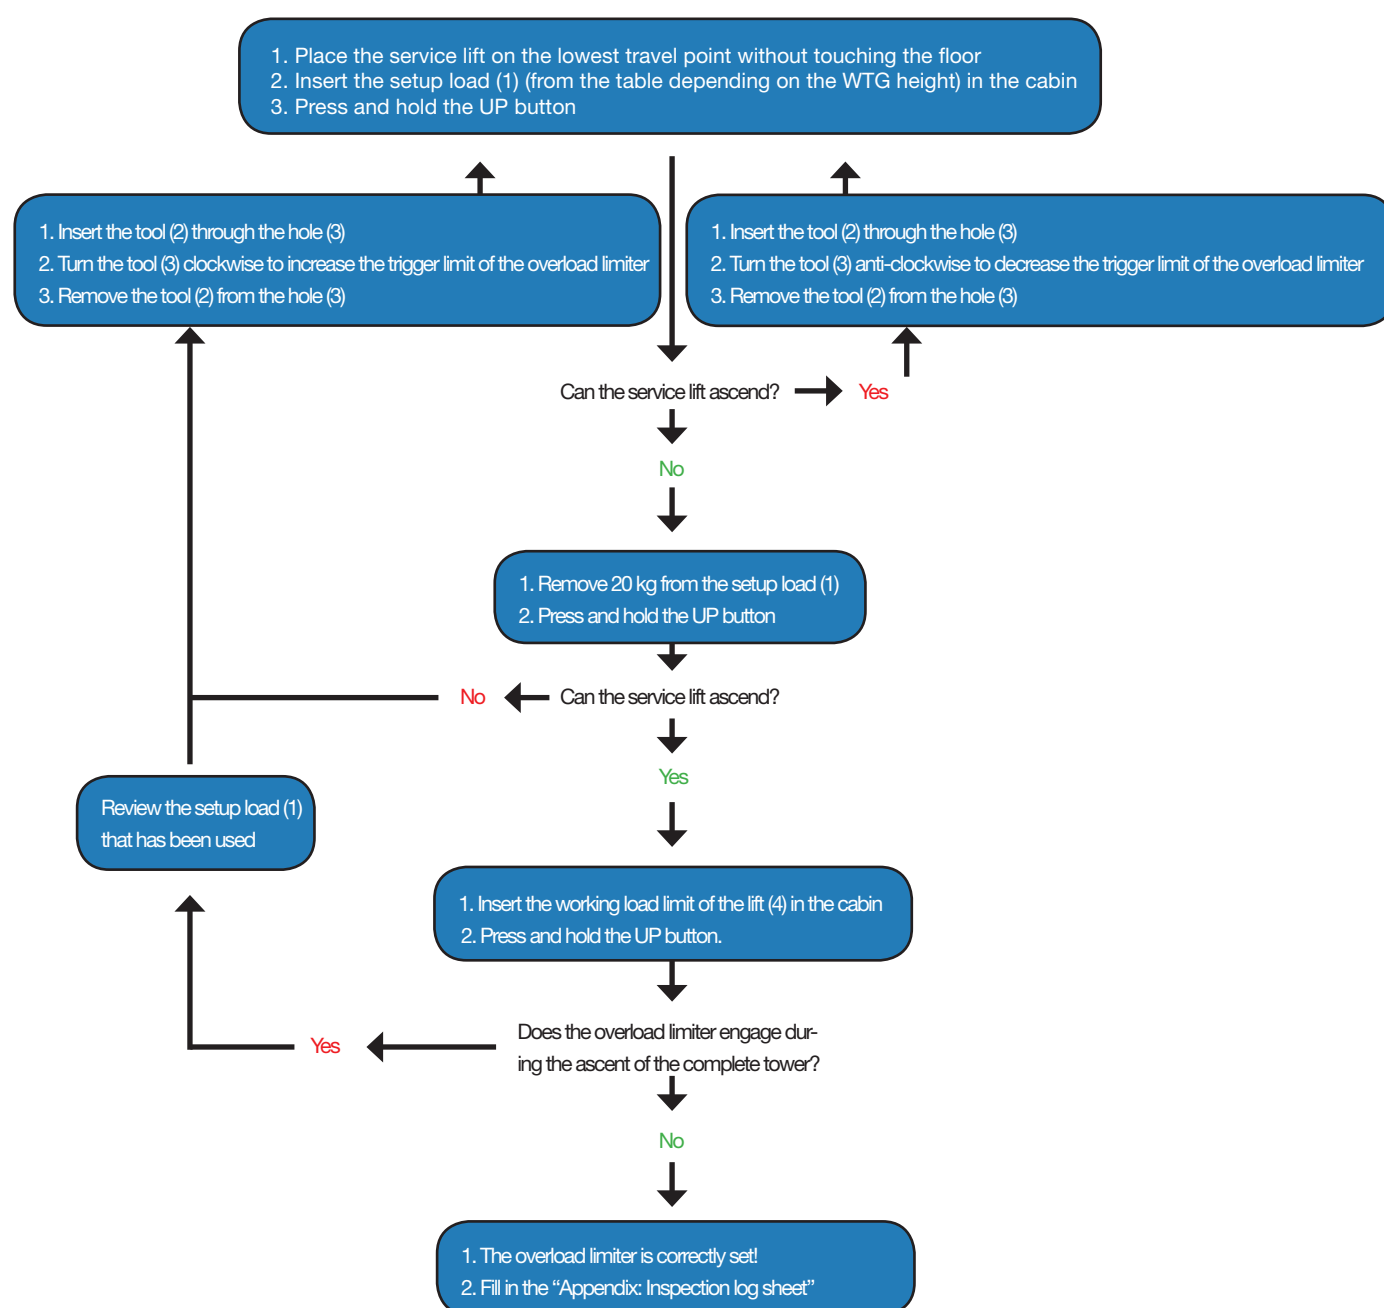 1. Place the service lift on the lowest travel point without touching the floor
2. Insert the setup load (1) (from the table depending on the WTG height) in the cabin
3. Press and hold the UP button
1. Insert the tool (2) through the hole (3)
2. Turn the tool (3) clockwise to increase the trigger limit of the overload limiter
3. Remove the tool (2) from the hole (3)
1. Insert the tool (2) through the hole (3)
2. Turn the tool (3) anti-clockwise to decrease the trigger limit of the overload limiter
3. Remove the tool (2) from the hole (3)
Can the service lift ascend?
Yes
No
1. Remove 20 kg from the setup load (1)
2. Press and hold the UP button
No
Can the service lift ascend?
Yes
Review the setup load (1)
that has been used
1. Insert the working load limit of the lift (4) in the cabin
2. Press and hold the UP button.
Yes
Does the overload limiter engage dur-
ing the ascent of the complete tower?
No
1. The overload limiter is correctly set!
2. Fill in the “Appendix: Inspection log sheet”